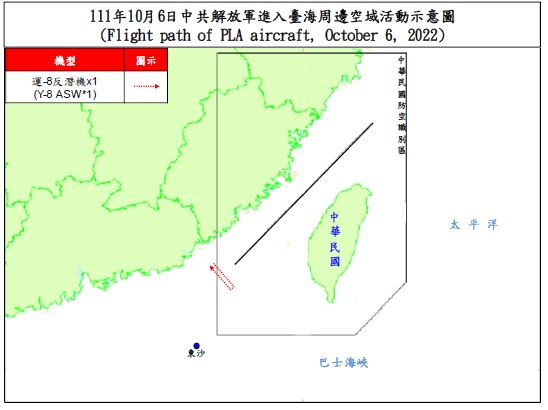 111年10月6日中共解放軍進入臺海周邊空域活動示意圖
(Flight path of PLA aircraft, October 6, 2022)
機型
圖示
運-8反潛機x1
(Y-8 ASW*1)
中華民國防空識別區
中華民國
太平洋
東沙
巴士海峽